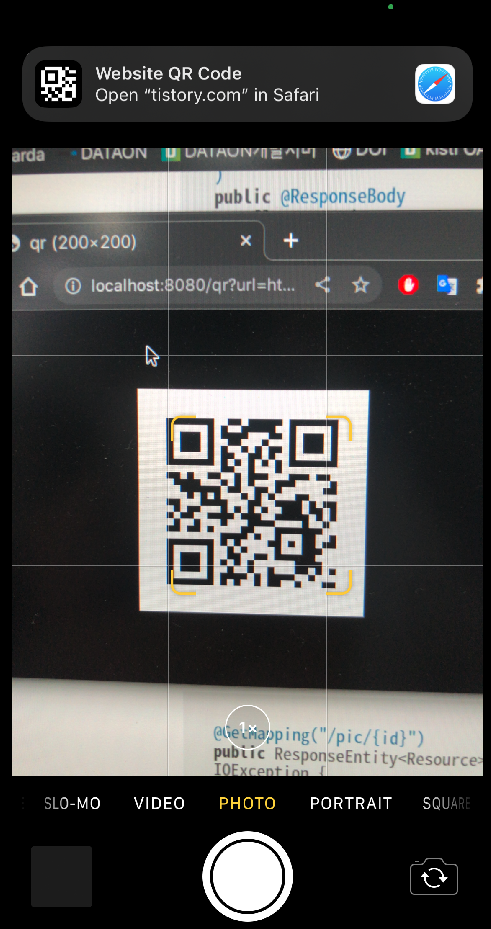 Website QR Code
Open “tistory.com” in Safari
arda DATAON DATAON개발서버 DOI Kisti OA
)
public @ResponseBody
qr (200×200)
localhost:8080/qr?url=ht...
1×
@GetMapping("/pic/{id}")
public ResponseEntity<Resource>
IOException {
SLO-MO VIDEO PHOTO PORTRAIT SQUARE